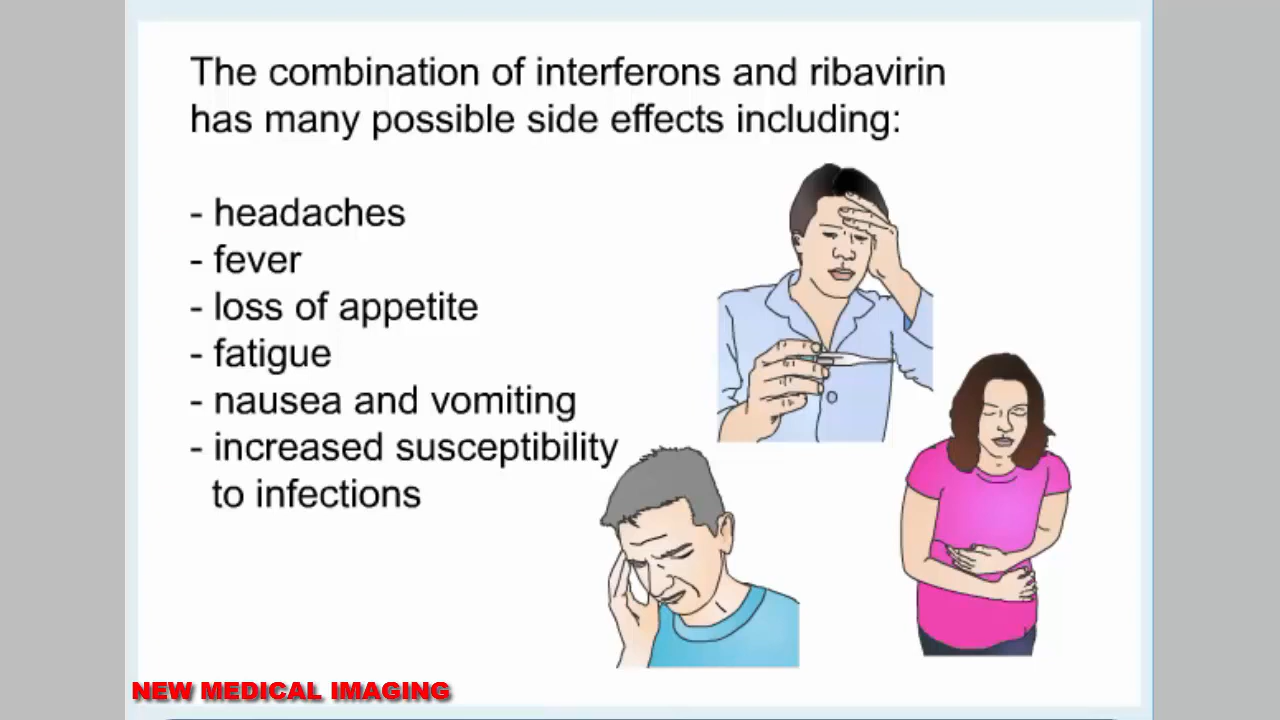 The combination of interferons and ribavirin
has many possible side effects including:
- headaches
- fever
- loss of appetite
- fatigue
- nausea and vomiting
- increased susceptibility
to infections
NEW MEDICAL IMAGING